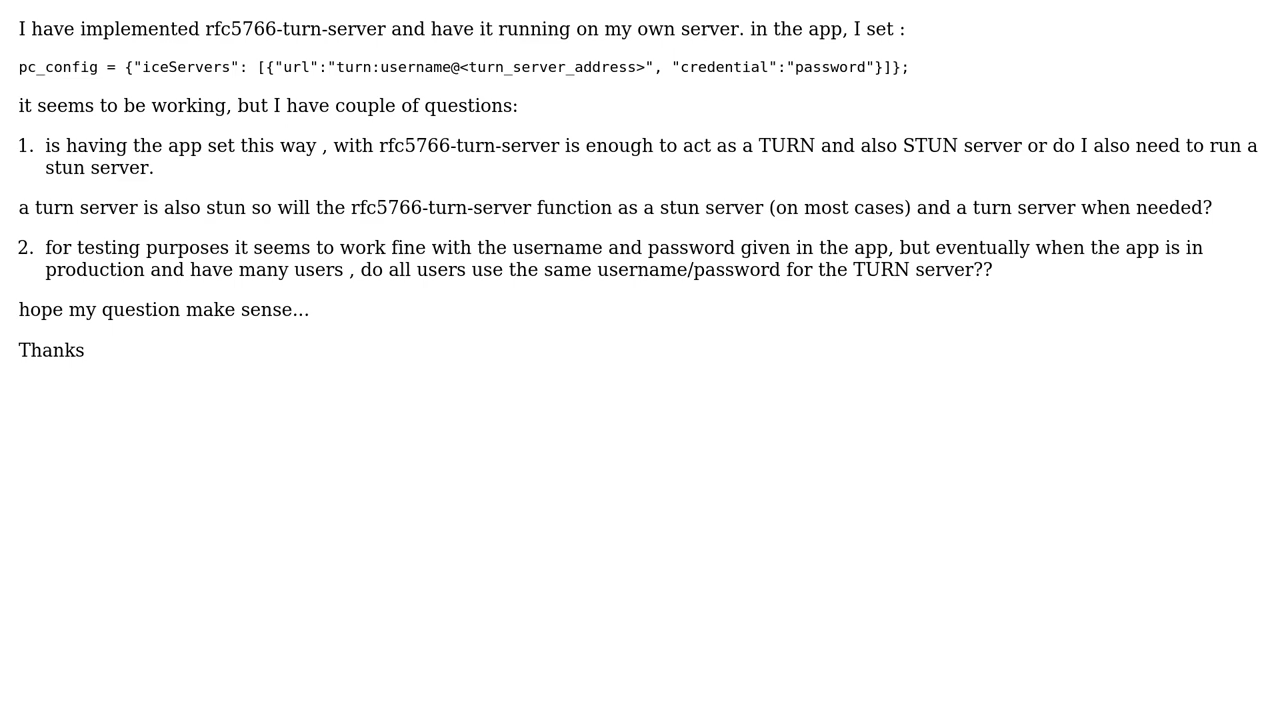 I have implemented rfc5766-turn-server and have it running on my own server. in the app, I set :
pc_config = {"iceServers": [{"url":"turn:username@<turn_server_address>", "credential":"password"}]};
it seems to be working, but I have couple of questions:
1. is having the app set this way , with rfc5766-turn-server is enough to act as a TURN and also STUN server or do I also need to run a
stun server.
a turn server is also stun so will the rfc5766-turn-server function as a stun server (on most cases) and a turn server when needed?
2. for testing purposes it seems to work fine with the username and password given in the app, but eventually when the app is in
production and have many users , do all users use the same username/password for the TURN server??
hope my question make sense...
Thanks